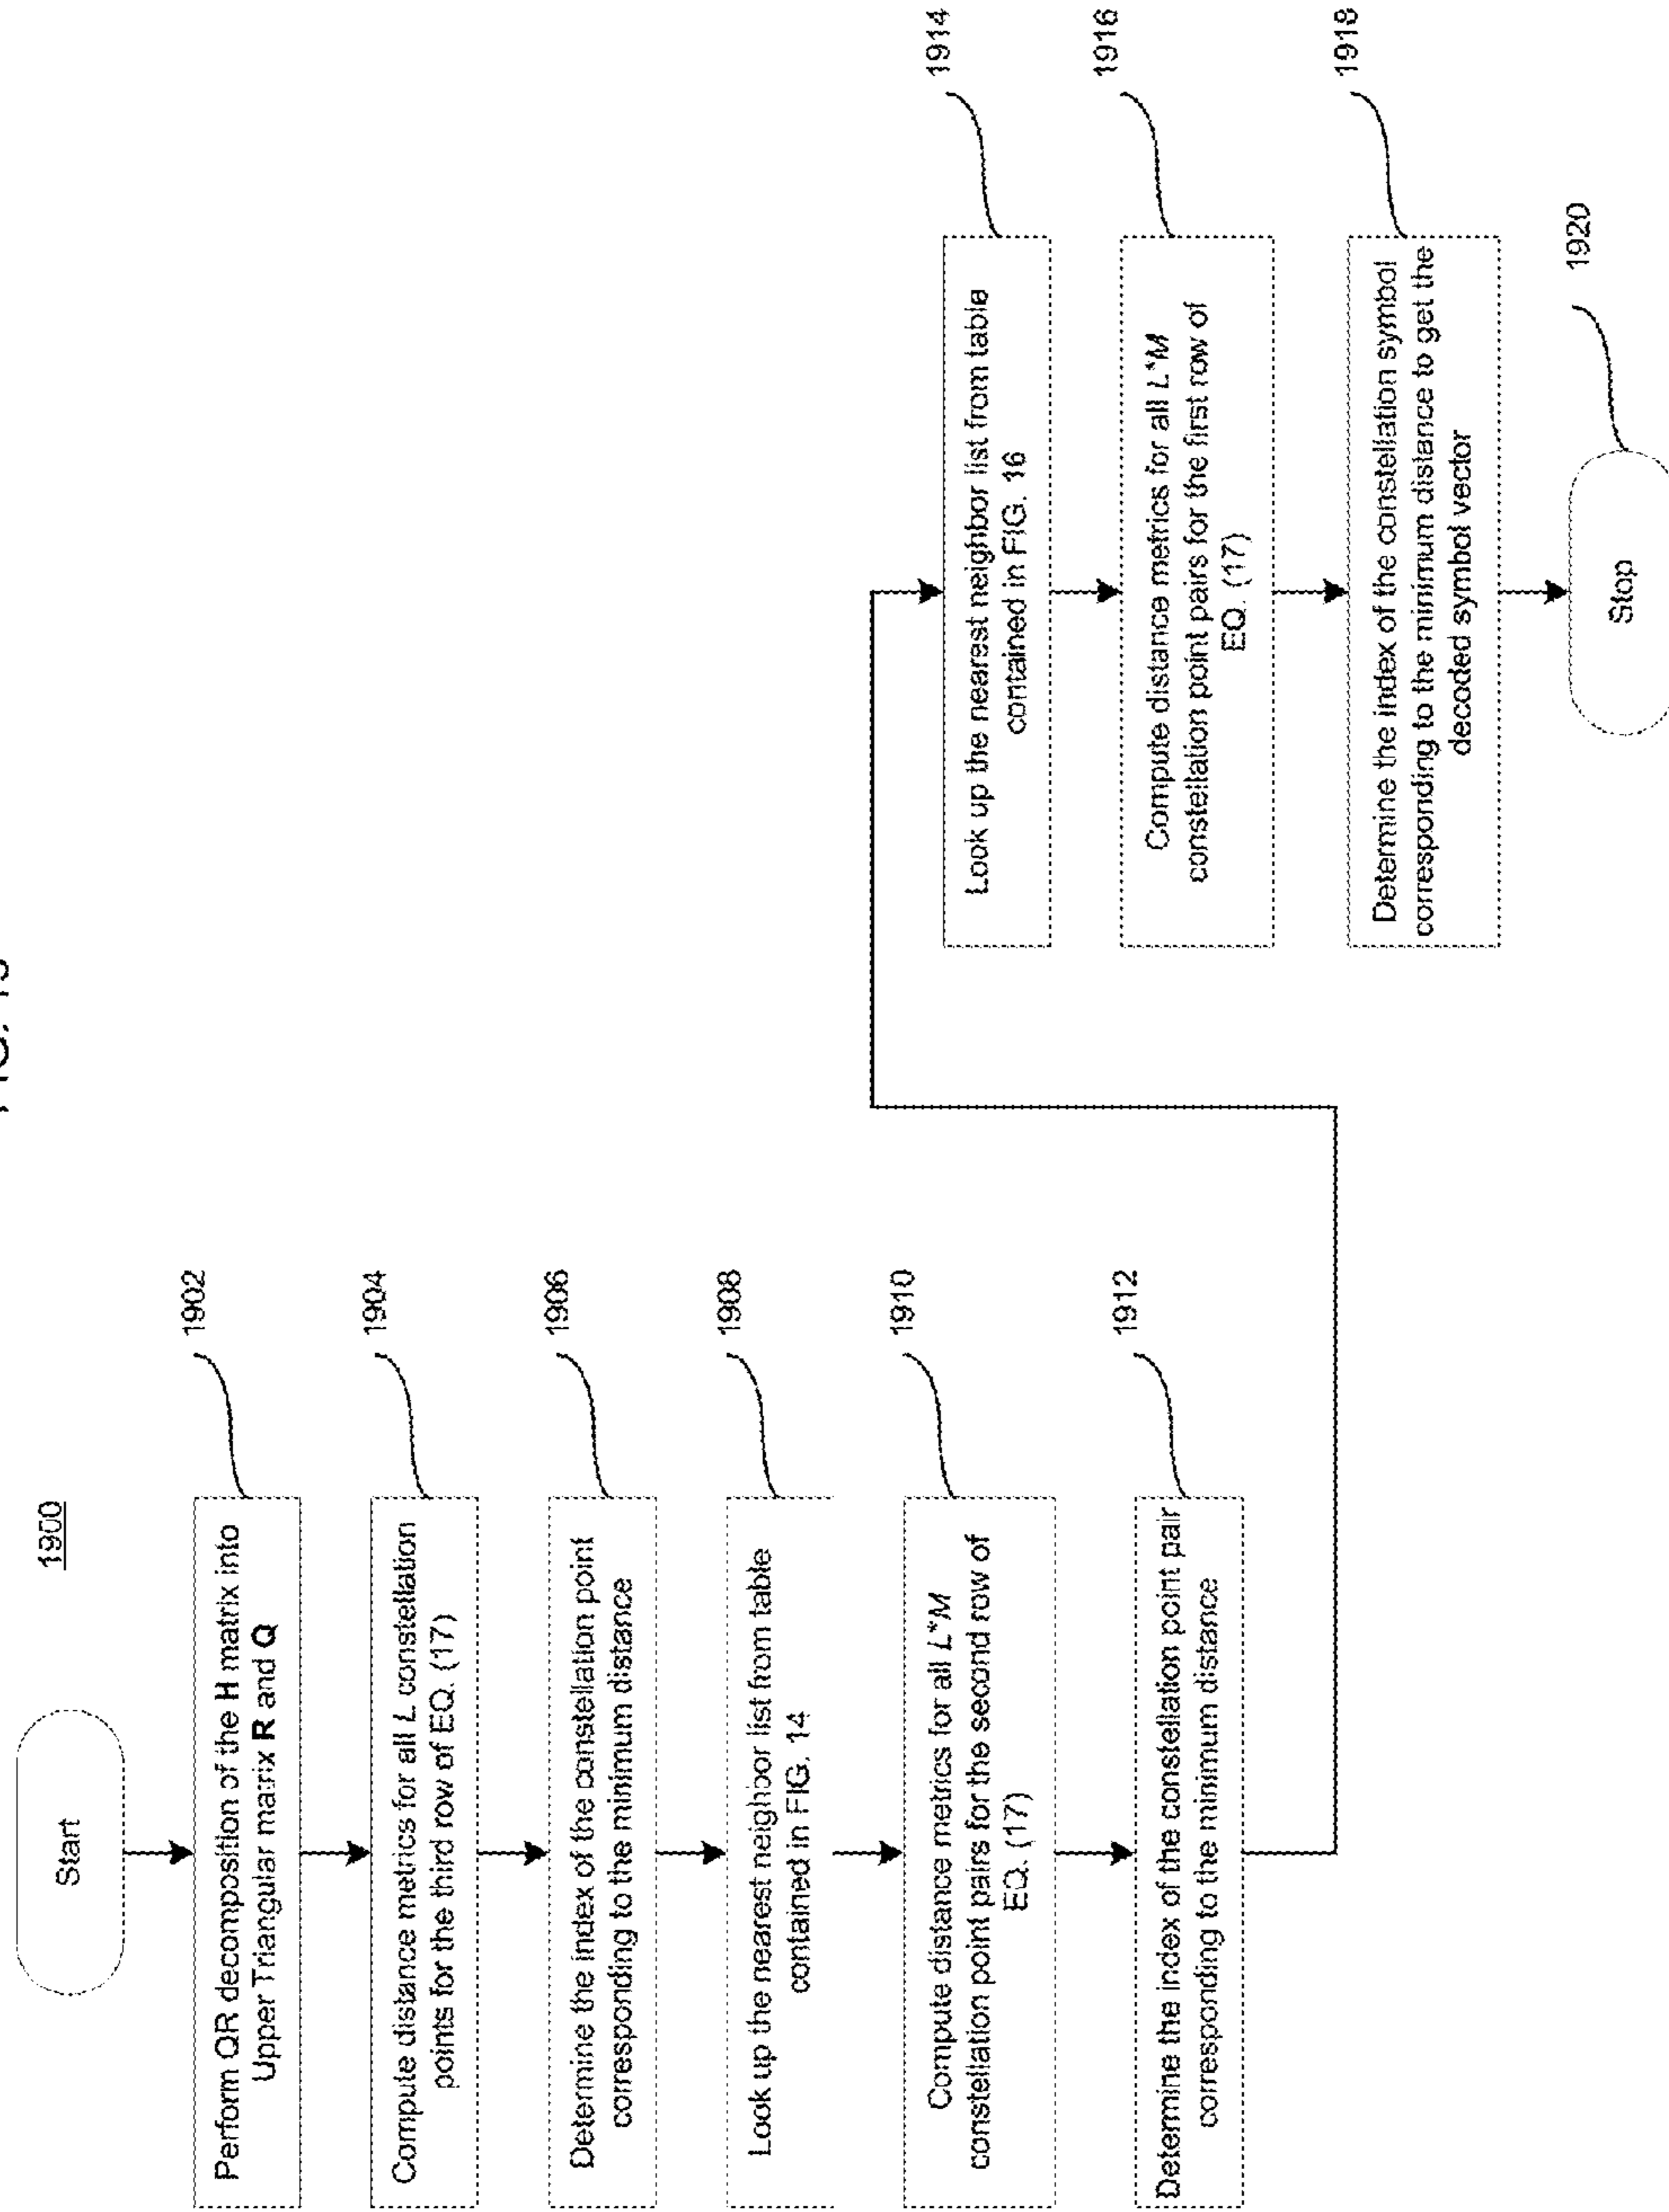 1900
Start
Perform QR decomposition of the H matrix into
Upper Triangular matrix R and Q
1902
Compute distance metrics for all L constellation
points for the third row of EQ. (17)
1904
Determine the index of the constellation point
corresponding to the minimum distance
1906
Look up the nearest neighbor list from table
contained in FIG. 14
1908
Compute distance metrics for all L*M
constellation point pairs for the second row of
EQ. (17)
1910
Determine the index of the constellation point pair
corresponding to the minimum distance
1912
Look up the nearest neighbor list from table
contained in FIG. 16
1914
Compute distance metrics for all L*M
constellation point pairs for the first row of
EQ. (17)
1916
Determine the index of the constellation symbol
corresponding to the minimum distance to get the
decoded symbol vector
1918
Stop
1920